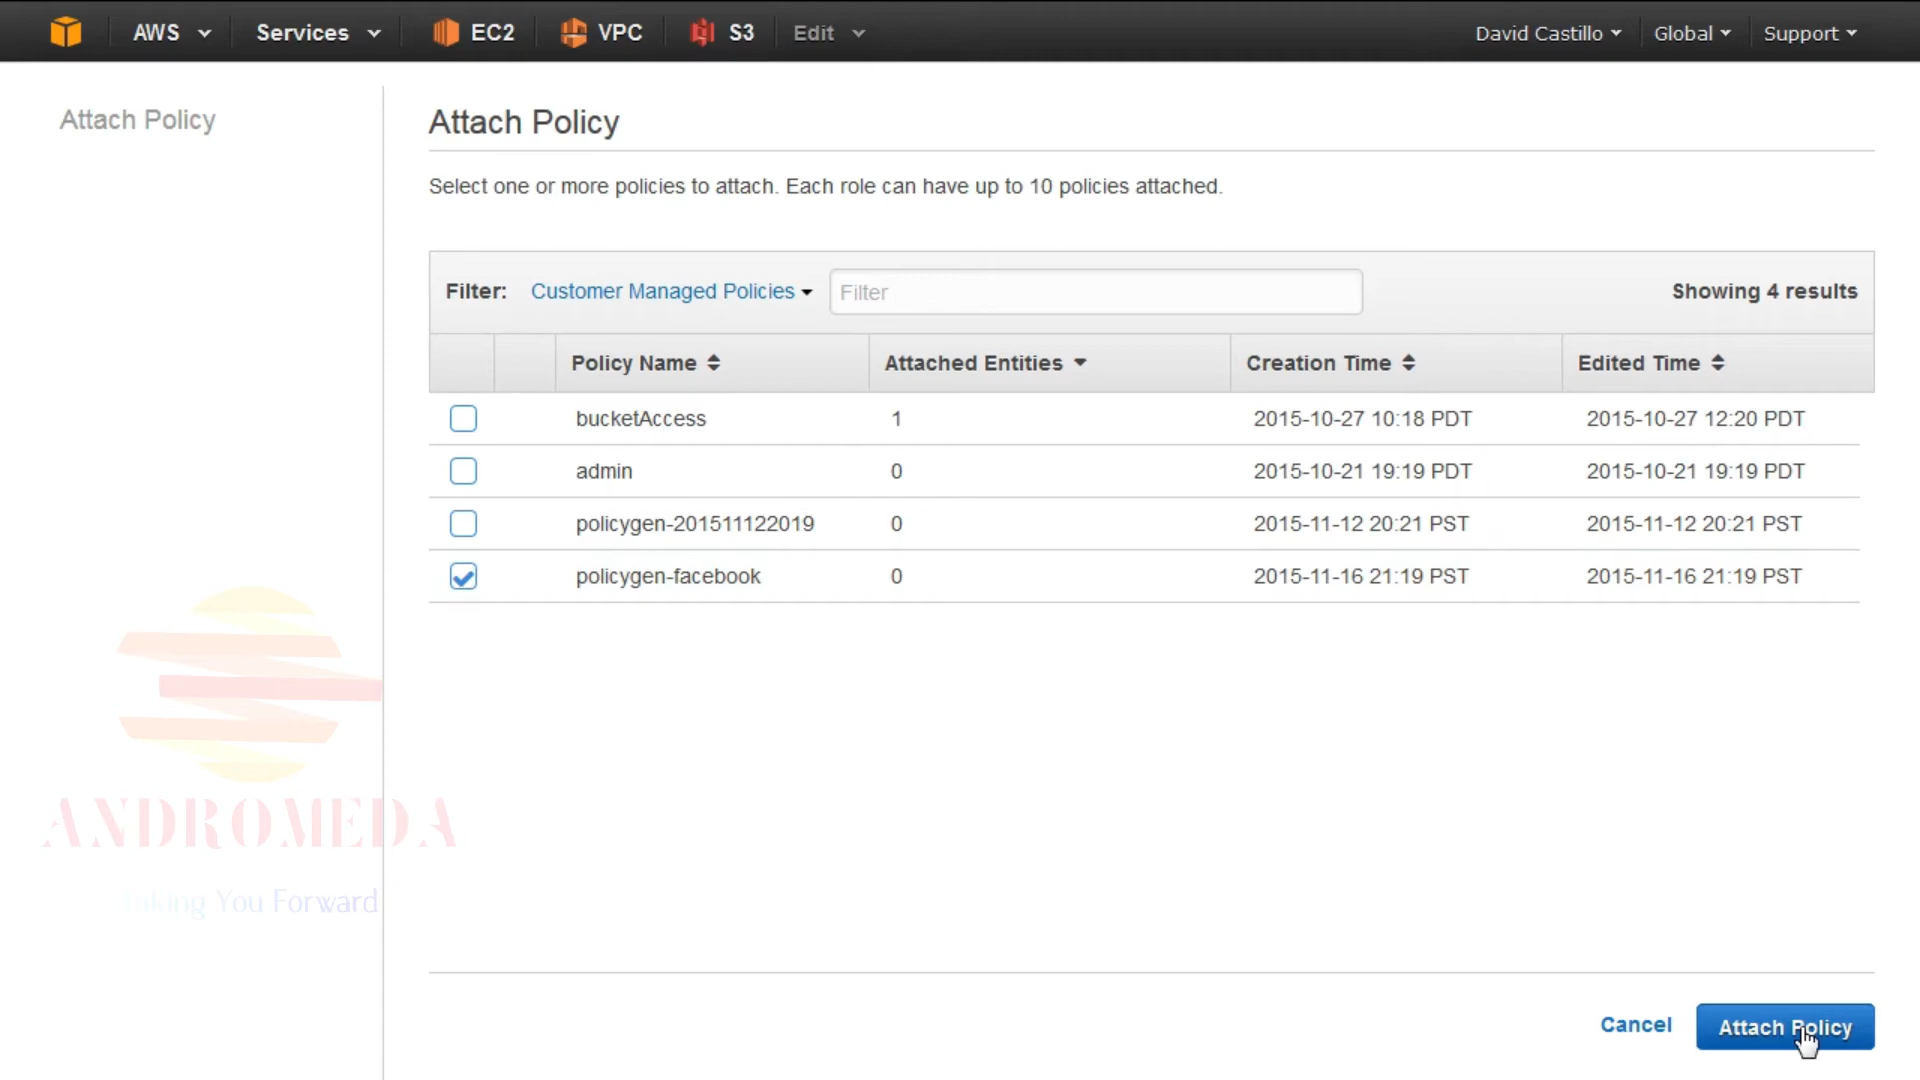 AWS Services EC2 VPC S3 Edit David Castillo Global Support
Attach Policy
Attach Policy
Select one or more policies to attach. Each role can have up to 10 policies attached.
Filter: Customer Managed Policies Filter Showing 4 results
Policy Name Attached Entities Creation Time Edited Time
bucketAccess 1 2015-10-27 10:18 PDT 2015-10-27 12:20 PDT
admin 0 2015-10-21 19:19 PDT 2015-10-21 19:19 PDT
policygen-201511122019 0 2015-11-12 20:21 PST 2015-11-12 20:21 PST
policygen-facebook 0 2015-11-16 21:19 PST 2015-11-16 21:19 PST
ANDROMEDA
Taking You Forward
Cancel Attach Policy